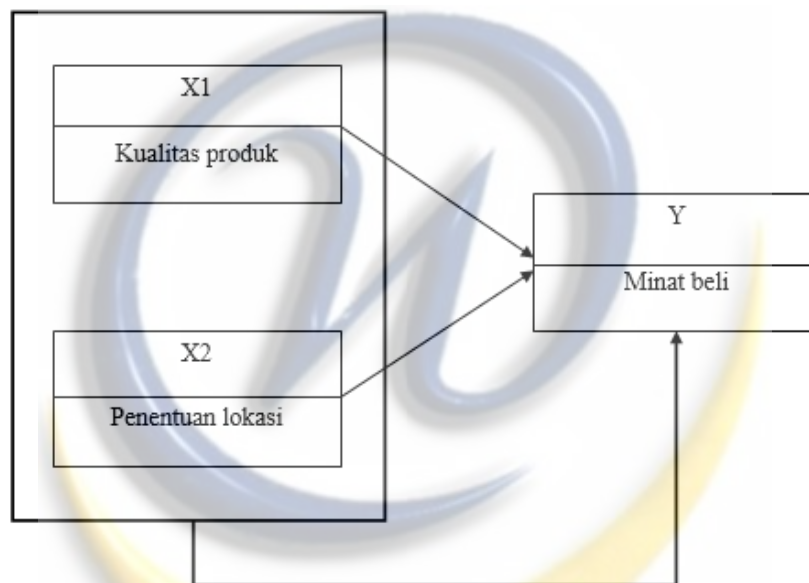 X1
Kualitas produk
Y
Minat beli
X2
Penentuan lokasi